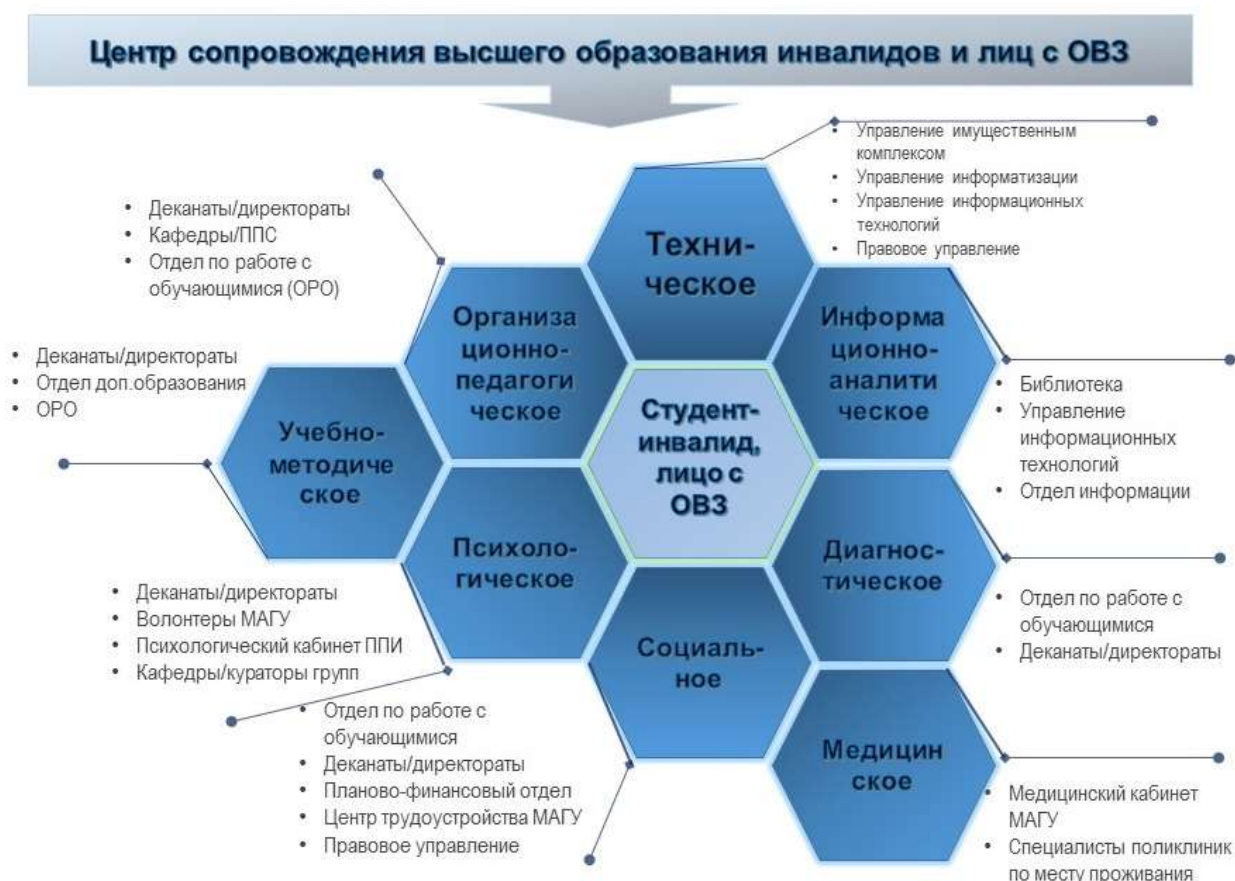 Центр сопровождения высшего образования инвалидов и лиц с ОВЗ
• Управление имущественным
комплексом
• Управление информатизации
• Управление информационных
технологий
• Правовое управление
• Деканаты/директораты
• Кафедры/ППС
• Отдел по работе с
обучающимися (ОРО)
Техни-
ческое
Организа
ционно-
педагоги
ческое
Информа
ционно-
аналити
ческое
• Деканаты/директораты
• Отдел доп.образования
• ОРО
• Библиотека
• Управление
информационных
технологий
• Отдел информации
Учебно-
методиче
ское
Студент-
инвалид,
лицо с
ОВЗ
Психоло-
гическое
Диагнос-
тическое
• Деканаты/директораты
• Волонтеры МАГУ
• Психологический кабинет ППИ
• Кафедры/кураторы групп
• Отдел по работе с
обучающимися
• Деканаты/директораты
Социаль-
ное
• Отдел по работе с
обучающимися
• Деканаты/директораты
• Планово-финансовый отдел
• Центр трудоустройства МАГУ
• Правовое управление
Медицин
ское
• Медицинский кабинет
МАГУ
• Специалисты поликлиник
по месту проживания